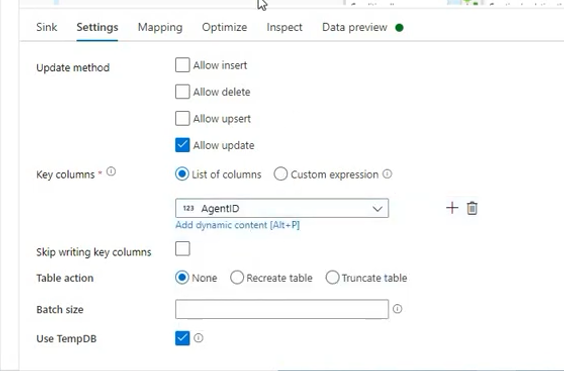 Sink Settings Mapping Optimize Inspect Data preview
Update method
Allow insert
Allow delete
Allow upsert
Allow update
Key columns * List of columns Custom expression
123 AgentID
Add dynamic content [Alt+P]
Skip writing key columns
Table action None Recreate table Truncate table
Batch size
Use TempDB